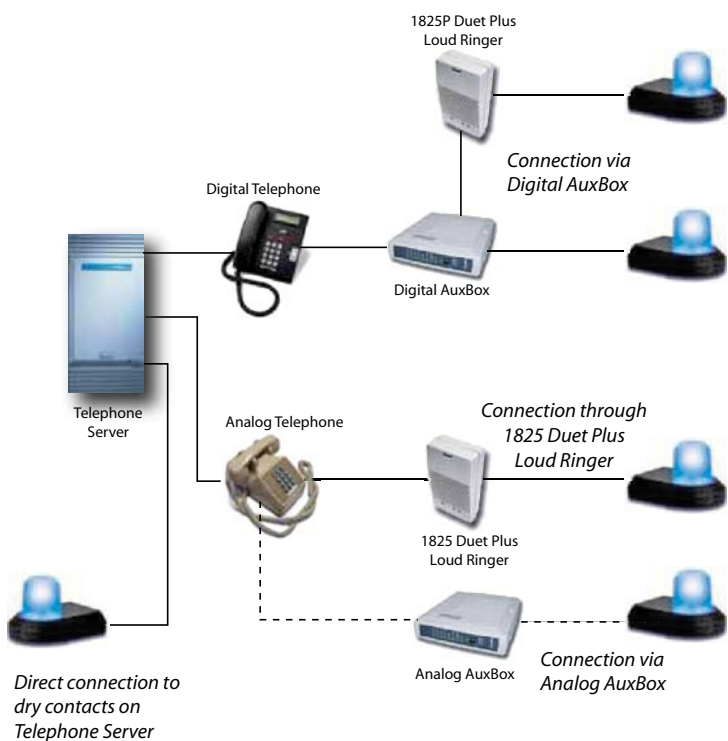 1825P Duet Plus
Loud Ringer
Connection via
Digital AuxBox
Digital Telephone
Digital AuxBox
Telephone
Server
Analog Telephone
Connection through
1825 Duet Plus
Loud Ringer
1825 Duet Plus
Loud Ringer
Analog AuxBox
Connection via
Analog AuxBox
Direct connection to
dry contacts on
Telephone Server